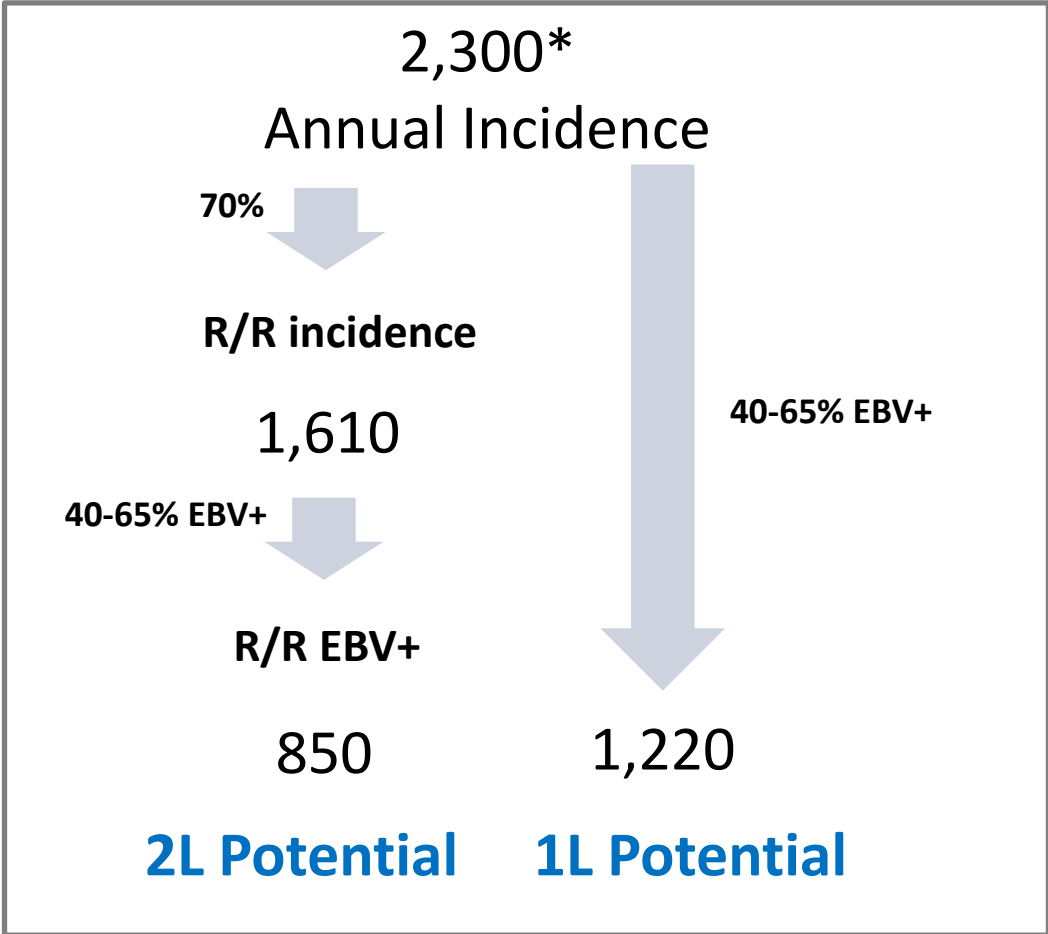 2,300*
Annual Incidence
70%
R/R incidence
1,610
40-65% EBV+
40-65% EBV+
R/R EBV+
850
1,220
2L Potential
1L Potential